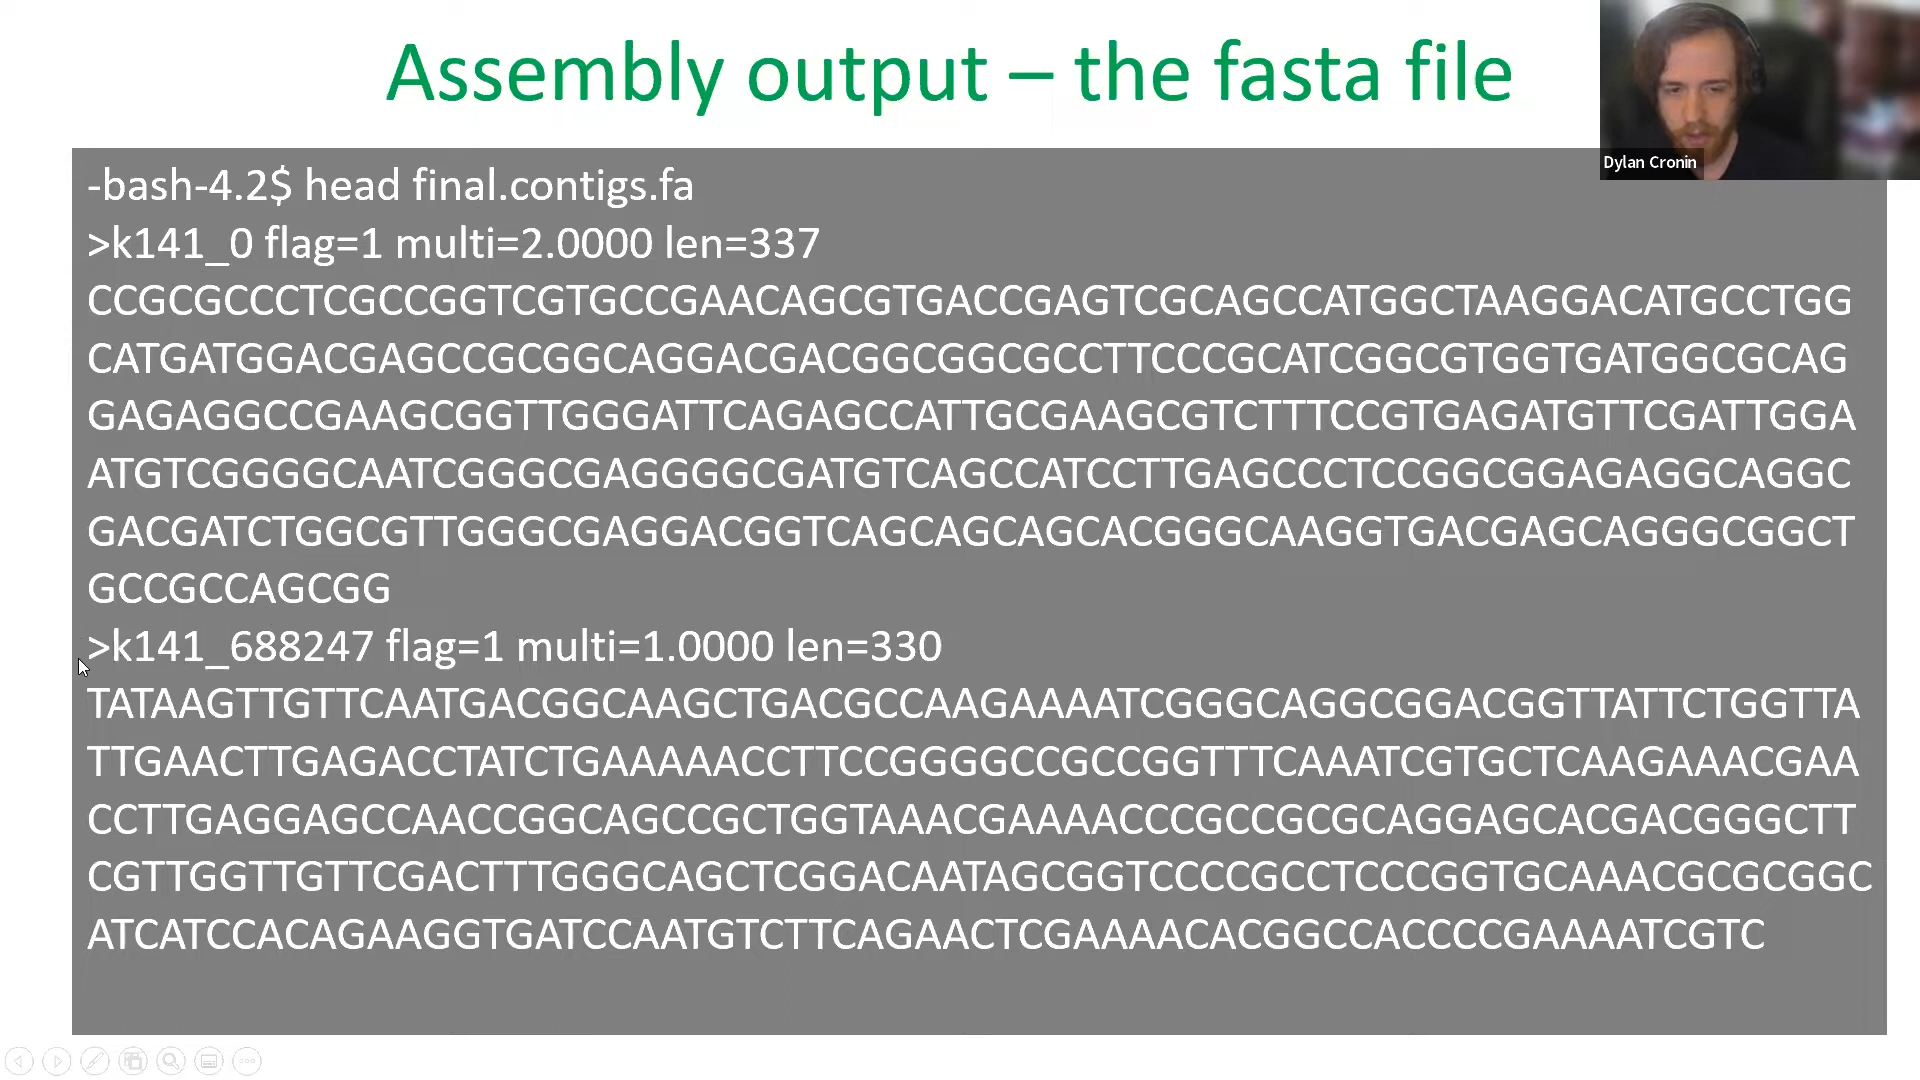 Assembly output – the fasta file
Dylan Cronin
-bash-4.2$ head final.contigs.fa
>k141_0 flag=1 multi=2.0000 len=337
CCGCGCCCTCGCCGGTCGTGCCGAACAGCGTGACCGAGTCGCAGCCATGGCTAAGGACATGCCTGG
CATGATGGACGAGCCGCGGCAGGACGACGGCGGCGCCTTCCCGCATCGGCGTGGTGATGGCGCAG
GAGAGGCCGAAGCGGTTGGGATTCAGAGCCATTGCGAAGCGTCTTTCCGTGAGATGTTCGATTGGA
ATGTCGGGGCAATCGGGCGAGGGGCGATGTCAGCCATCCTTGAGCCCTCCGGCGGAGAGGCAGGC
GACGATCTGGCGTTGGGCGAGGACGGTCAGCAGCAGCACGGGCAAGGTGACGAGCAGGGCGGCT
GCCGCCAGCGG
>k141_688247 flag=1 multi=1.0000 len=330
TATAAGTTGTTCAATGACGGCAAGCTGACGCCAAGAAAATCGGGCAGGCGGACGGTTATTCTGGTTA
TTGAACTTGAGACCTATCTGAAAAACCTTCCGGGGCCGCCGGTTTCAAATCGTGCTCAAGAAACGAA
CCTTGAGGAGCCAACCGGCAGCCGCTGGTAAACGAAAACCCGCCGCGCAGGAGCACGACGGGCTT
CGTTGGTTGTTCGACTTTGGGCAGCTCGGACAATAGCGGTCCCCGCCTCCCGGTGCAAACGCGCGGC
ATCATCCACAGAAGGTGATCCAATGTCTTCAGAACTCGAAAACACGGCCACCCCGAAAATCGTC